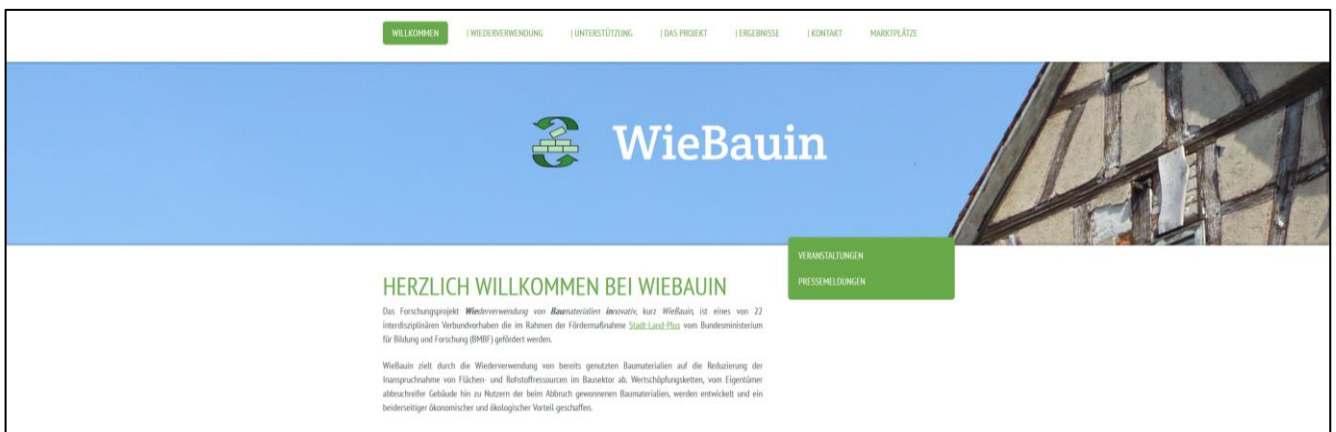 WILLKOMMEN | WIEDERVERWENDUNG | UNTERSTÜTZUNG | DAS PROJEKT | ERGEBNISSE | KONTAKT MARKTPLÄTZE
WieBauin
VERANSTALTUNGEN
PRESSEMELDUNGEN
HERZLICH WILLKOMMEN BEI WIEBAUIN
Das Forschungsprojekt Wiederverwendung von Baumaterialien innovativ, kurz WieBauin, ist eines von 22
interdisziplinären Verbundvorhaben die im Rahmen der Fördermaßnahme Stadt-Land-Plus vom Bundesministerium
für Bildung und Forschung (BMBF) gefördert werden.
WieBauin zielt durch die Wiederverwendung von bereits genutzten Baumaterialien auf die Reduzierung der
Inanspruchnahme von Flächen- und Rohstoffressourcen im Bausektor ab. Wertschöpfungsketten, vom Eigentümer
abbruchreifer Gebäude hin zu Nutzern der beim Abbruch gewonnenen Baumaterialien, werden entwickelt und ein
beiderseitiger ökonomischer und ökologischer Vorteil geschaffen.